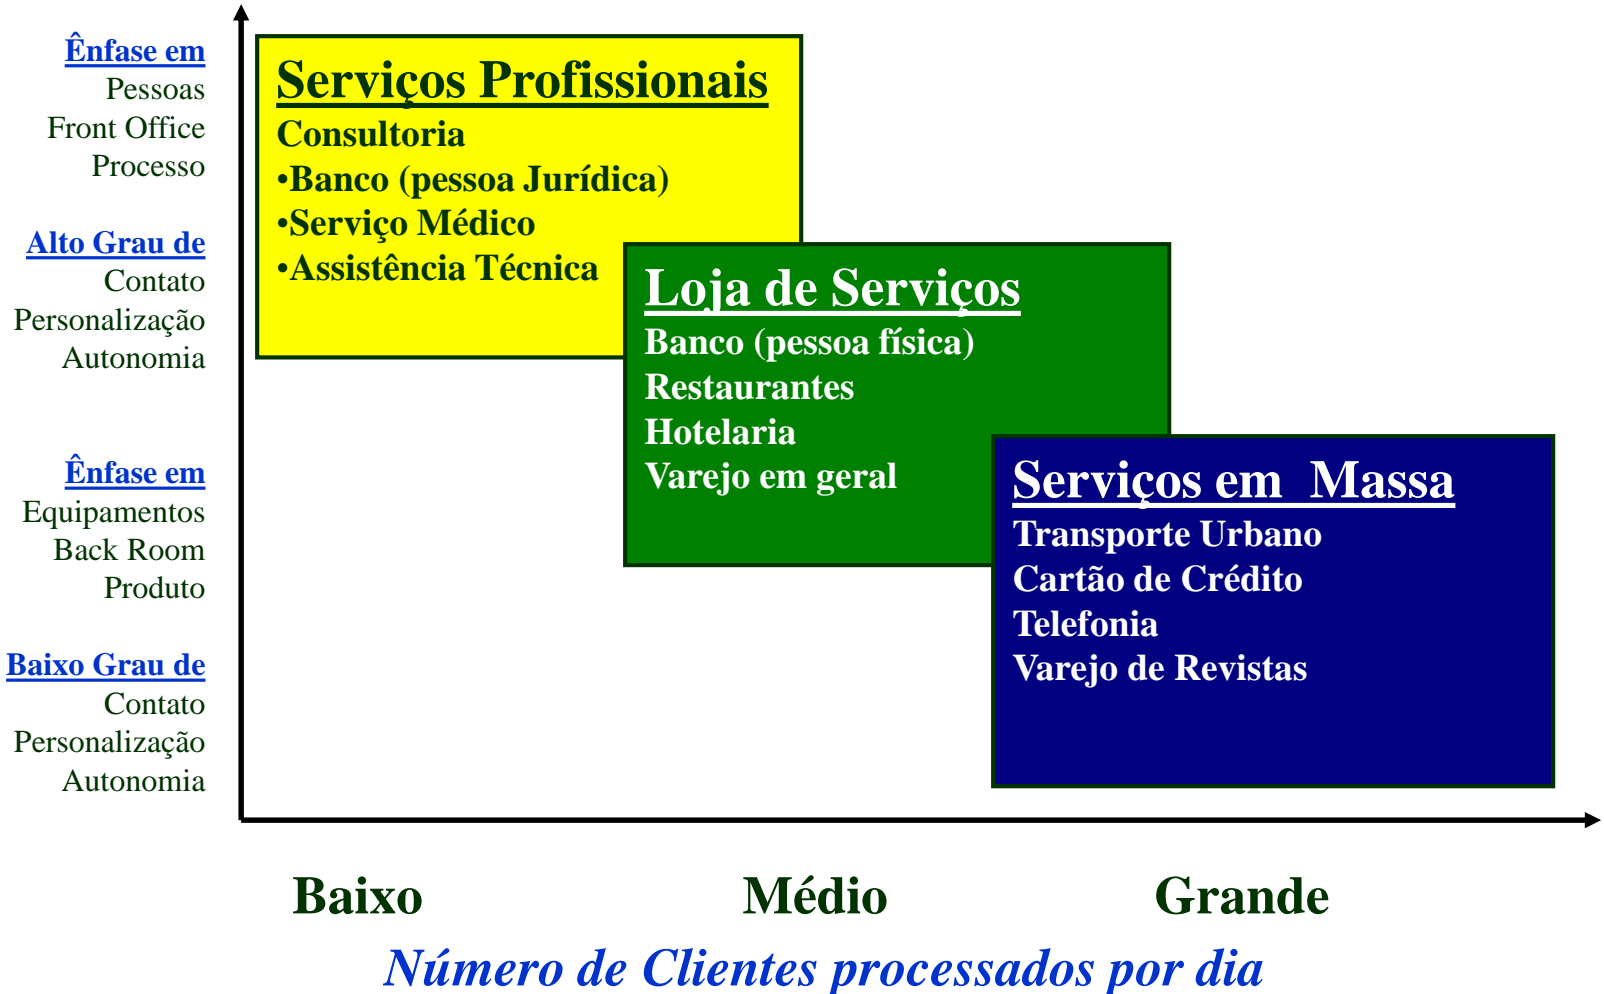 Ênfase em
Pessoas
Front Office
Processo
Alto Grau de
Contato
Personalização
Autonomia
Ênfase em
Equipamentos
Back Room
Produto
Baixo Grau de
Contato
Personalização
Autonomia
Serviços Profissionais
Consultoria
•Banco (pessoa Jurídica)
•Serviço Médico
•Assistência Técnica
Loja de Serviços
Banco (pessoa física)
Restaurantes
Hotelaria
Varejo em geral
Serviços em  Massa
Transporte Urbano
Cartão de Crédito
Telefonia
Varejo de Revistas
Baixo Médio Grande
Número de Clientes processados por dia